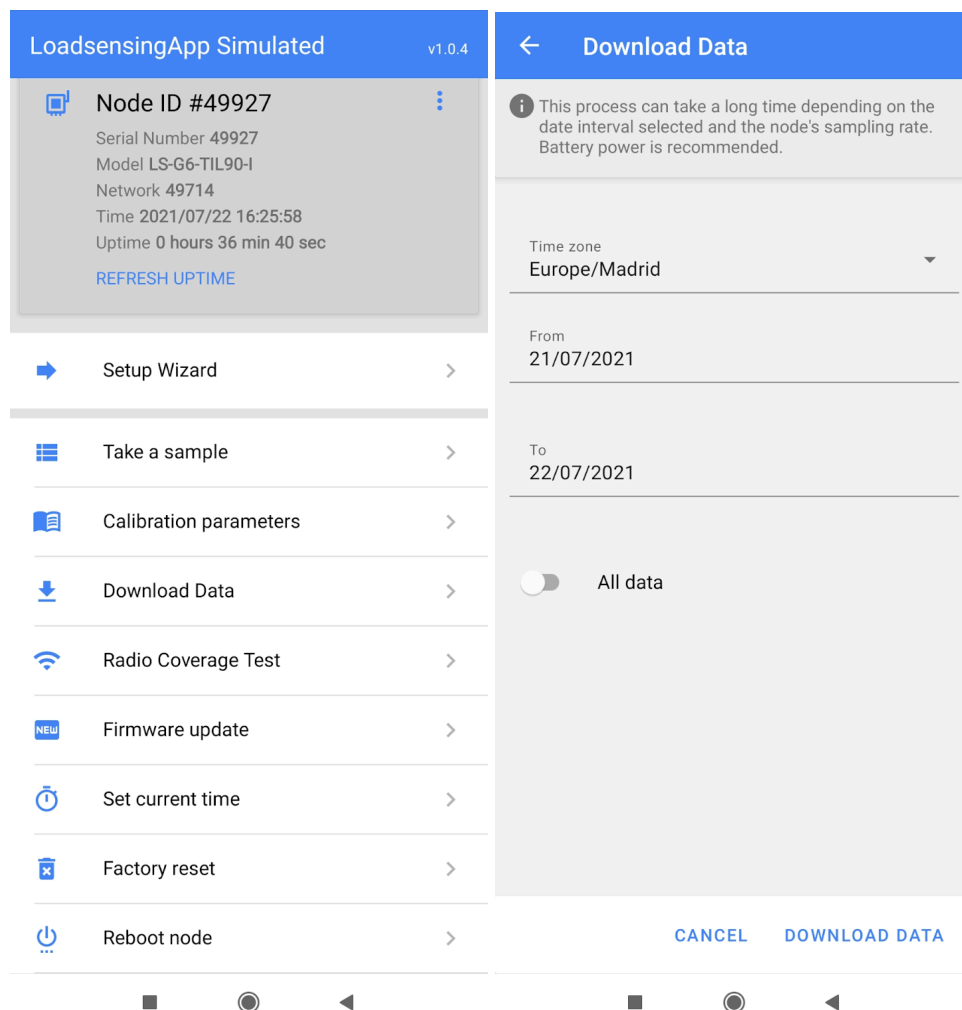 LoadsensingApp Simulated
v1.0.4
Node ID #49927
Serial Number 49927
Model LS-G6-TIL90-I
Network 49714
Time 2021/07/22 16:25:58
Uptime 0 hours 36 min 40 sec
REFRESH UPTIME
Setup Wizard
Take a sample
Calibration parameters
Download Data
Radio Coverage Test
NEW
Firmware update
Set current time
Factory reset
Reboot node
Download Data
This process can take a long time depending on the
date interval selected and the node's sampling rate.
Battery power is recommended.
Time zone
Europe/Madrid
From
21/07/2021
To
22/07/2021
All data
CANCEL
DOWNLOAD DATA